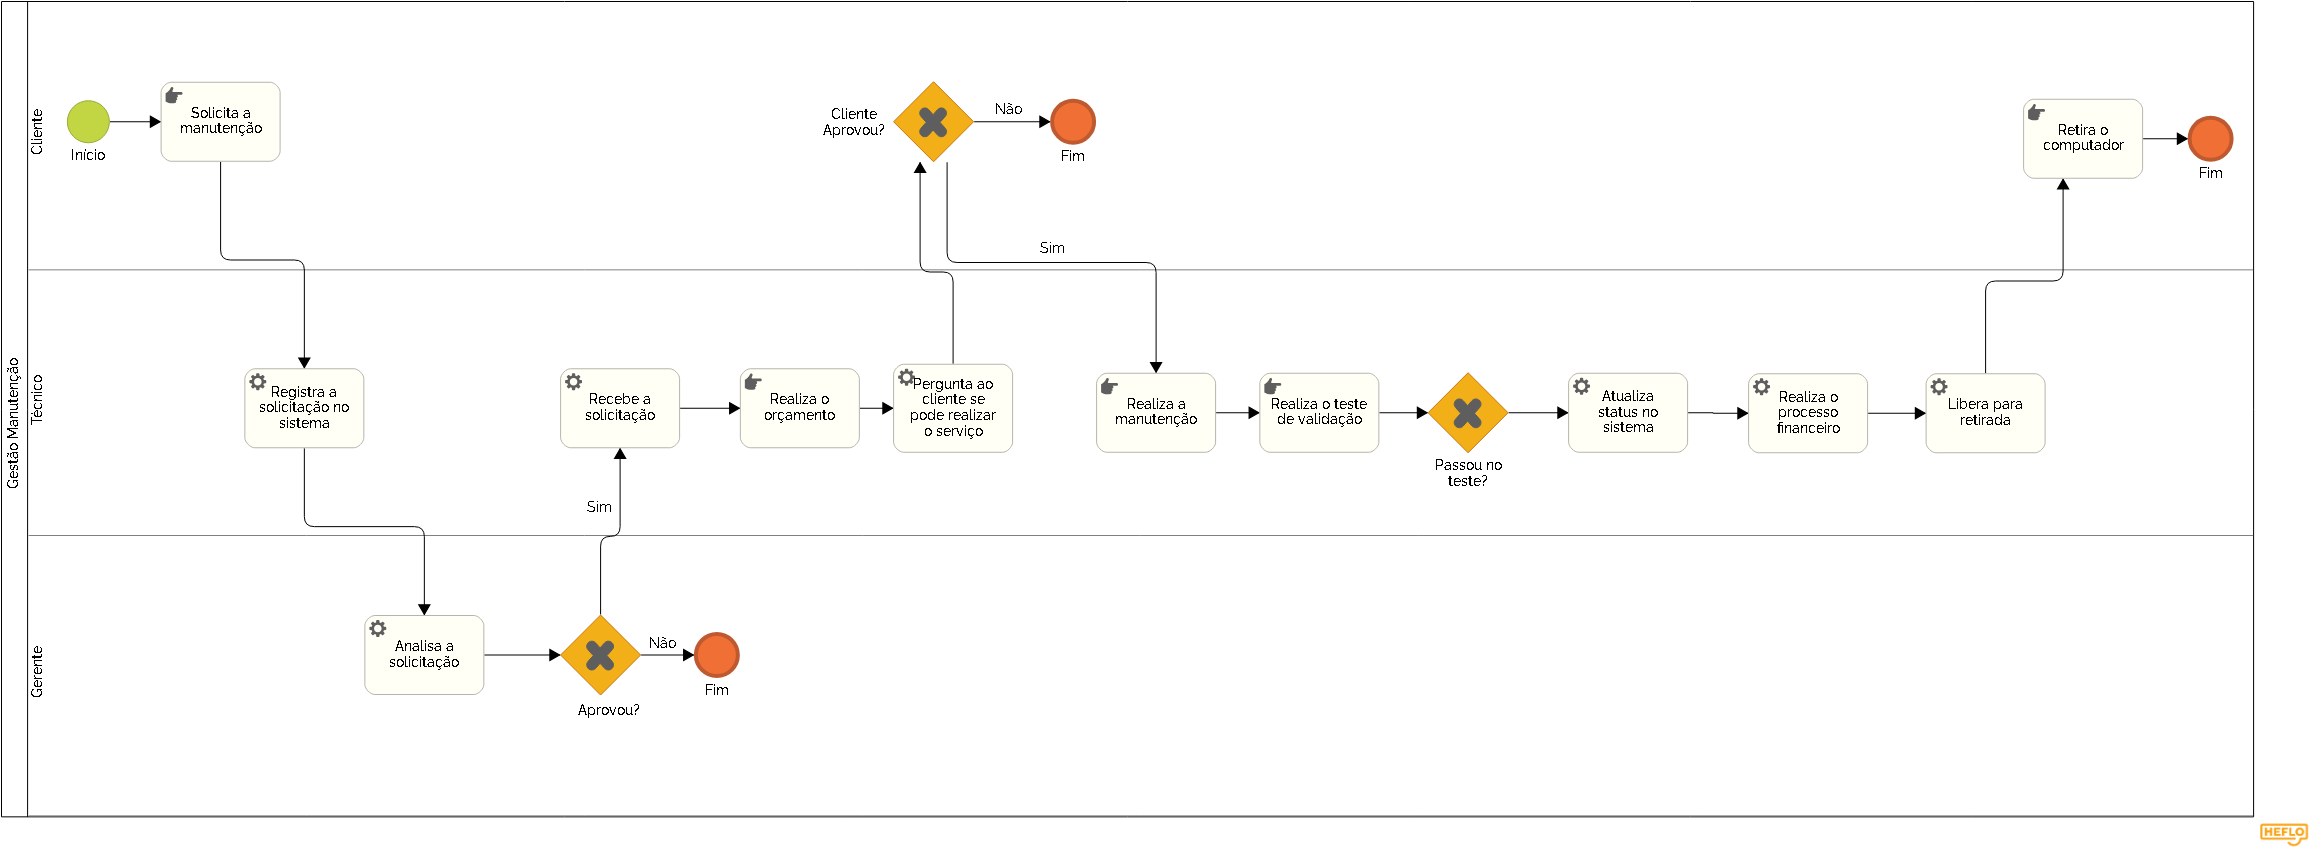 Gestão Manutenção
Cliente
Início
Solicita a
manutenção
Cliente
Aprovou?
Não
Fim
Sim
Retira o
computador
Fim
Técnico
Registra a
solicitação no
sistema
Recebe a
solicitação
Realiza o
orçamento
Pergunta ao
cliente se
pode realizar
o serviço
Realiza a
manutenção
Realiza o teste
de validação
Passou no
teste?
Atualiza
status no
sistema
Realiza o
processo
financeiro
Libera para
retirada
Sim
Gerente
Analisa a
solicitação
Aprovou?
Não
Fim
HEFLO